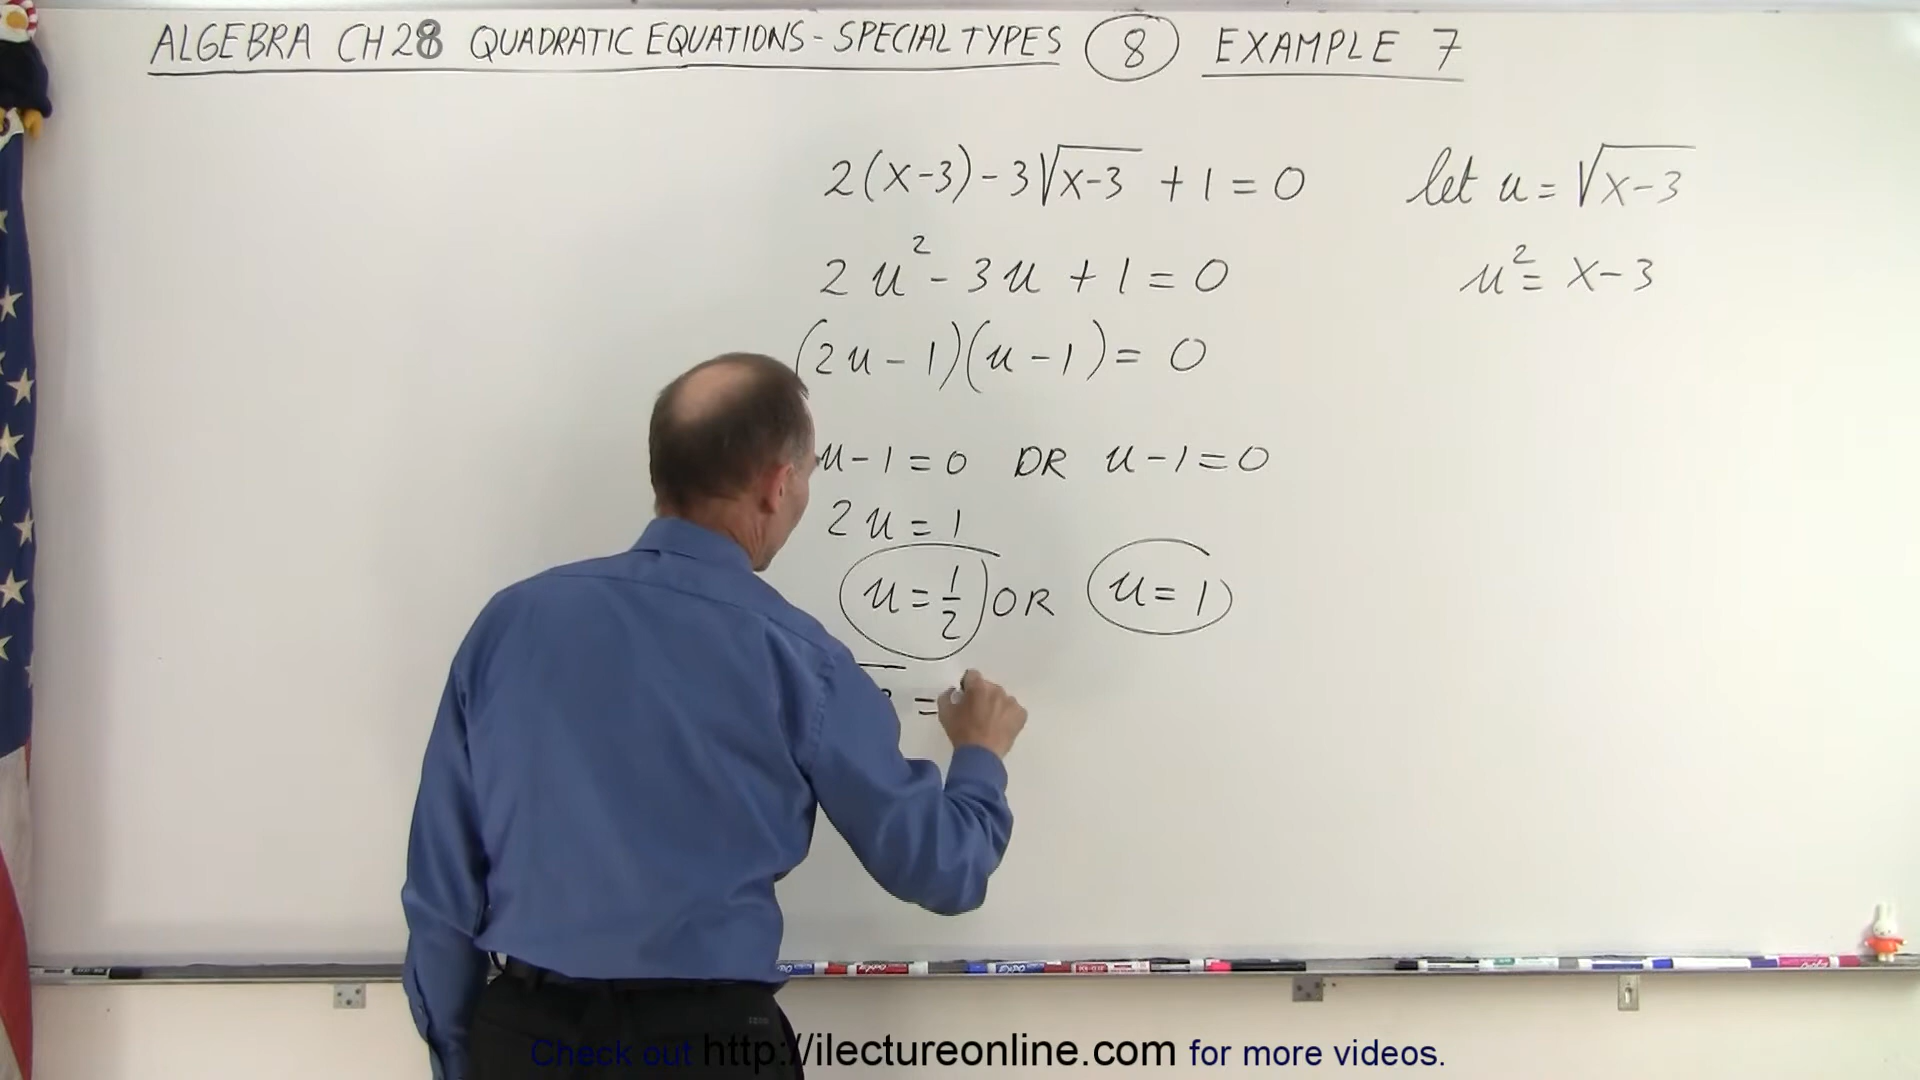 ALGEBRA CH 28 QUADRATIC EQUATIONS - SPECIAL TYPES 8 EXAMPLE 7
2(x-3) - 3√(x-3) + 1 = 0 let u = √(x-3)
2u² - 3u + 1 = 0 u² = x - 3
(2u - 1)(u - 1) = 0
u - 1 = 0 OR u - 1 = 0
2u = 1
u = 1/2 OR u = 1
=
Check out http://ilectureonline.com for more videos.